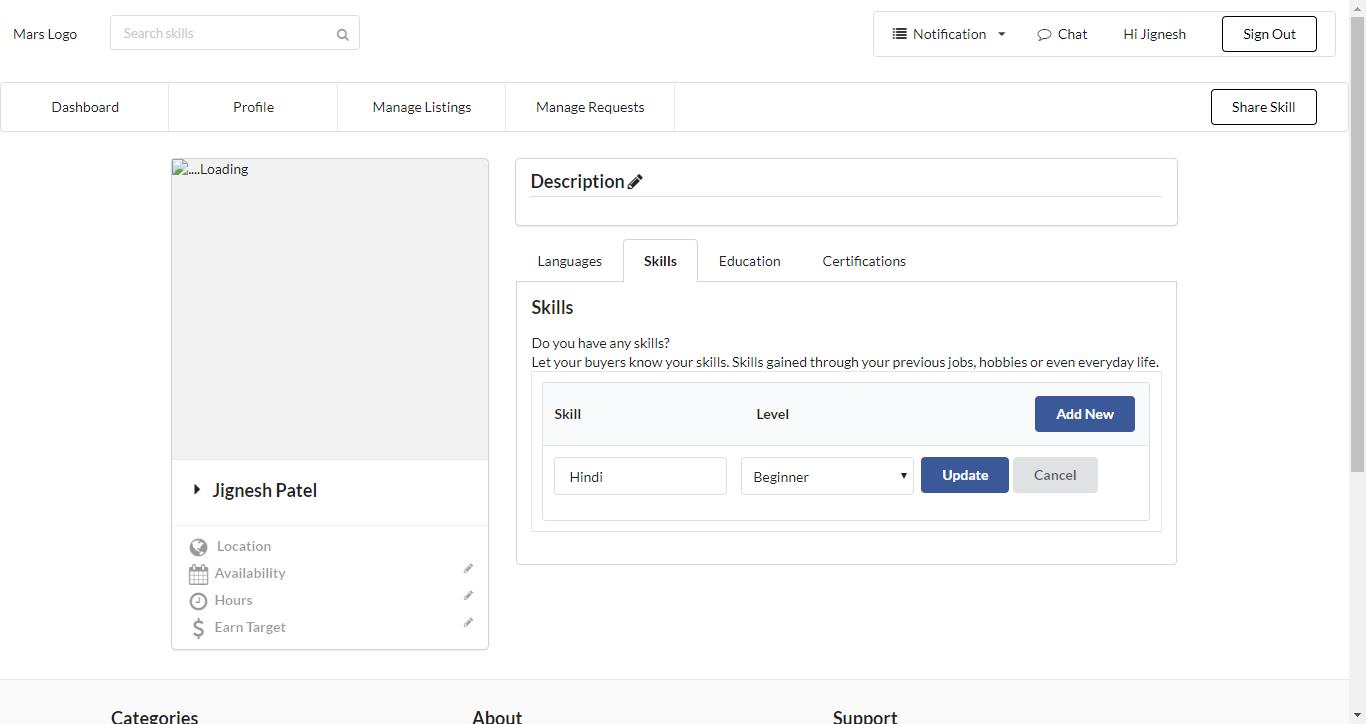 Mars Logo
Search skills
Notification
Chat
Hi Jignesh
Sign Out
Dashboard
Profile
Manage Listings
Manage Requests
Share Skill
....Loading
Jignesh Patel
Location
Availability
Hours
Earn Target
Description
Languages
Skills
Education
Certifications
Skills
Do you have any skills?
Let your buyers know your skills. Skills gained through your previous jobs, hobbies or even everyday life.
Skill
Level
Add New
Hindi
Beginner
Update
Cancel
Categories
About
Support